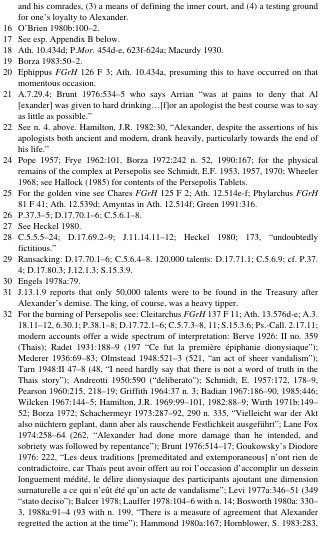 and his comrades, (3) a means of defining the inner court, and (4) a testing ground
for one's loyalty to Alexander.
16 O'Brien 1980b:100–2.
17 See esp. Appendix B below.
18 Ath. 10.434d; P.Mor. 454d-e, 623f-624a; Macurdy 1930.
19 Borza 1983:50–2.
20 Ephippus FGrH 126 F 3; Ath. 10.434a, presuming this to have occurred on that
momentous occasion.
21 A.7.29.4; Brunt 1976:534–5 who says Arrian "was at pains to deny that Al
[exander] was given to hard drinking…[f]or an apologist the best course was to say
as little as possible."
22 See n. 4. above. Hamilton, J.R. 1982:30, "Alexander, despite the assertions of his
apologists both ancient and modern, drank heavily, particularly towards the end of
his life."
24 Pope 1957; Frye 1962:101, Borza 1972:242 n. 52, 1990:167; for the physical
remains of the complex at Persepolis see Schmidt, E.F. 1953, 1957, 1970; Wheeler
1968; see Hallock (1985) for contents of the Persepolis Tablets.
25 For the golden vine see Chares FGrH 125 F 2; Ath. 12.514e-f; Phylarchus FGrH
81 F 41; Ath. 12.539d; Amyntas in Ath. 12.514f; Green 1991:316.
26 P.37.3–5; D.17.70.1–6; C.5.6.1–8.
27 See Heckel 1980.
28 C.5.5.5–24; D.17.69.2–9; J.11.14.11–12; Heckel 1980; 173, "undoubtedly
fictitious."
29 Ransacking: D.17.70.1–6; C.5.6.4–8. 120,000 talents: D.17.71.1; C.5.6.9; cf. P.37.
4; D.17.80.3; J.12.1.3; S.15.3.9.
30 Engels 1978a:79.
31 J.13.1.9 reports that only 50,000 talents were to be found in the Treasury after
Alexander's demise. The king, of course, was a heavy tipper.
32 For the burning of Persepolis see: Cleitarchus FGrH 137 F 11; Ath. 13.576d-e; A.3.
18.11–12, 6.30.1; P.38.1–8; D.17.72.1–6; C.5.7.3–8, 11; S.15.3.6; Ps.-Call. 2.17.11;
modern accounts offer a wide spectrum of interpretation: Berve 1926: II no. 359
(Thais); Radet 1931:188–9 (197 "Ce fut la première épiphanie dionysiaque");
Mederer 1936:69–83; Olmstead 1948:521–3 (521, "an act of sheer vandalism");
Tarn 1948:II 47–8 (48, "I need hardly say that there is not a word of truth in the
Thais story"); Andreotti 1950:590 ("deliberato"); Schmidt, E. 1957:172, 178–9,
Pearson 1960:215, 218–19; Griffith 1964:37 n. 3; Badian 1967:186–90, 1985:446;
Wilcken 1967:144–5; Hamilton, J.R. 1969:99–101, 1982:88–9; Wirth 1971b:149–
52; Borza 1972; Schachermeyr 1973:287–92, 290 n. 335, "Vielleicht war der Akt
also nüchtern geplant, dann aber als rauschende Festlichkeit ausgeführt"; Lane Fox
1974:258–64 (262, "Alexander had done more damage than he intended, and
sobriety was followed by repentance"); Brunt 1976:514–17; Goukowsky's Diodore
1976: 222, "Les deux traditions [premeditated and extemporaneous] n'ont rien de
contradictoire, car Thaïs peut avoir offert au roi l'occasion d'accomplir un dessein
longuement médité, le délire dionysiaque des participants ajoutant une dimension
surnaturelle a ce qui n'eût été qu'un acte de vandalisme"; Levi 1977a:346–51 (349
"stato deciso"); Balcer 1978; Lauffer 1978:104–6 with n. 14; Bosworth 1980a: 330–
3, 1988a:91–4 (93 with n. 199, "There is a measure of agreement that Alexander
regretted the action at the time"); Hammond 1980a:167; Hornblower, S. 1983:283,